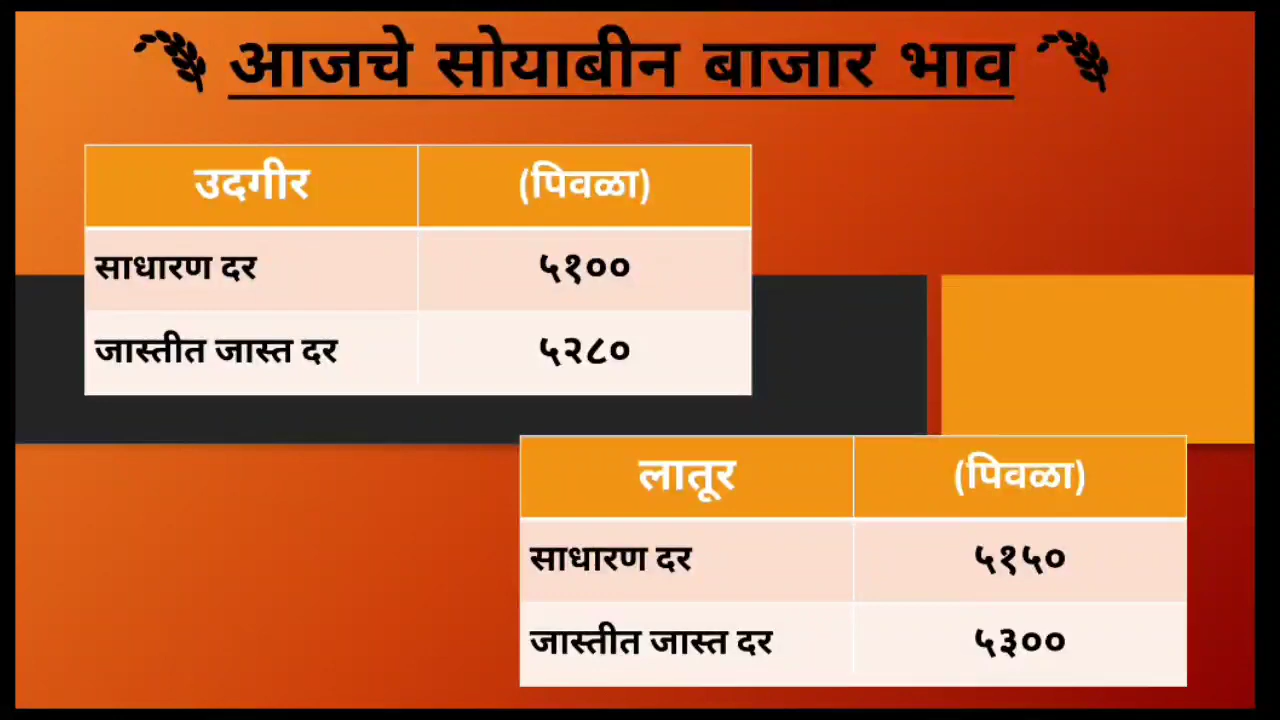 आजचे सोयाबीन बाजार भाव
उदगीर (पिवळा)
साधारण दर ५१००
जास्तीत जास्त दर ५२८०
लातूर (पिवळा)
साधारण दर ५१५०
जास्तीत जास्त दर ५३००